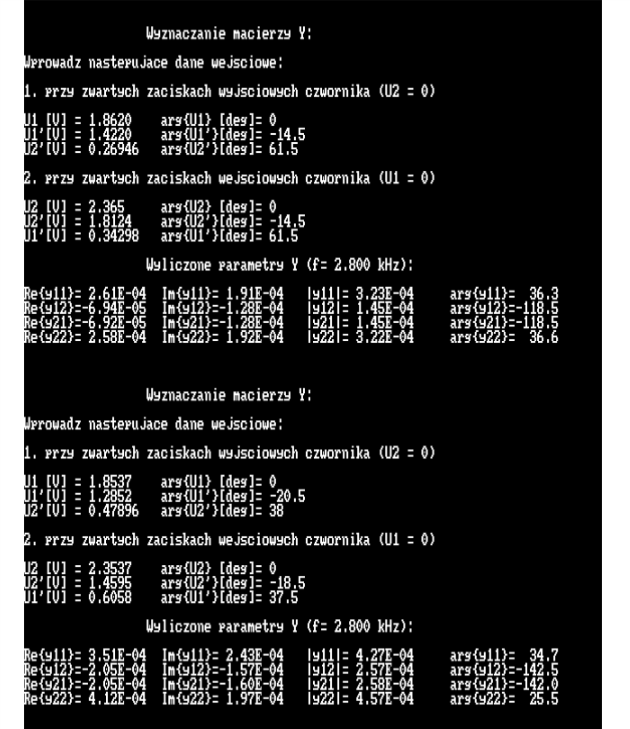 Wyznaczanie macierzy Y:
Wprowadz nastepujace dane wejsciowe:
1. przy zwartych zaciskach wyjsciowych czwornika (U2 = 0)
U1 [V] = 1.8620 arg{U1} [deg]= 0
U1'[V] = 1.4220 arg{U1'}[deg]= -14.5
U2'[V] = 0.26946 arg{U2'}[deg]= 61.5
2. przy zwartych zaciskach wejsciowych czwornika (U1 = 0)
U2 [V] = 2.365 arg{U2} [deg]= 0
U2'[V] = 1.8124 arg{U2'}[deg]= -14.5
U1'[V] = 0.34298 arg{U1'}[deg]= 61.5
Wyliczone parametry Y (f= 2.800 kHz):
Re{y11}= 2.61E-04 Im{y11}= 1.91E-04 |y11|= 3.23E-04 arg{y11}= 36.3
Re{y12}=-6.94E-05 Im{y12}=-1.28E-04 |y12|= 1.45E-04 arg{y12}=-118.5
Re{y21}=-6.92E-05 Im{y21}=-1.28E-04 |y21|= 1.45E-04 arg{y21}=-118.5
Re{y22}= 2.58E-04 Im{y22}= 1.92E-04 |y22|= 3.22E-04 arg{y22}= 36.6
Wyznaczanie macierzy Y:
Wprowadz nastepujace dane wejsciowe:
1. przy zwartych zaciskach wyjsciowych czwornika (U2 = 0)
U1 [V] = 1.8537 arg{U1} [deg]= 0
U1'[V] = 1.2852 arg{U1'}[deg]= -20.5
U2'[V] = 0.47896 arg{U2'}[deg]= 38
2. przy zwartych zaciskach wejsciowych czwornika (U1 = 0)
U2 [V] = 2.3537 arg{U2} [deg]= 0
U2'[V] = 1.4595 arg{U2'}[deg]= -18.5
U1'[V] = 0.6058 arg{U1'}[deg]= 37.5
Wyliczone parametry Y (f= 2.800 kHz):
Re{y11}= 3.51E-04 Im{y11}= 2.43E-04 |y11|= 4.27E-04 arg{y11}= 34.7
Re{y12}=-2.05E-04 Im{y12}=-1.57E-04 |y12|= 2.57E-04 arg{y12}=-142.5
Re{y21}=-2.05E-04 Im{y21}=-1.60E-04 |y21|= 2.58E-04 arg{y21}=-142.0
Re{y22}= 4.12E-04 Im{y22}= 1.97E-04 |y22|= 4.57E-04 arg{y22}= 25.5